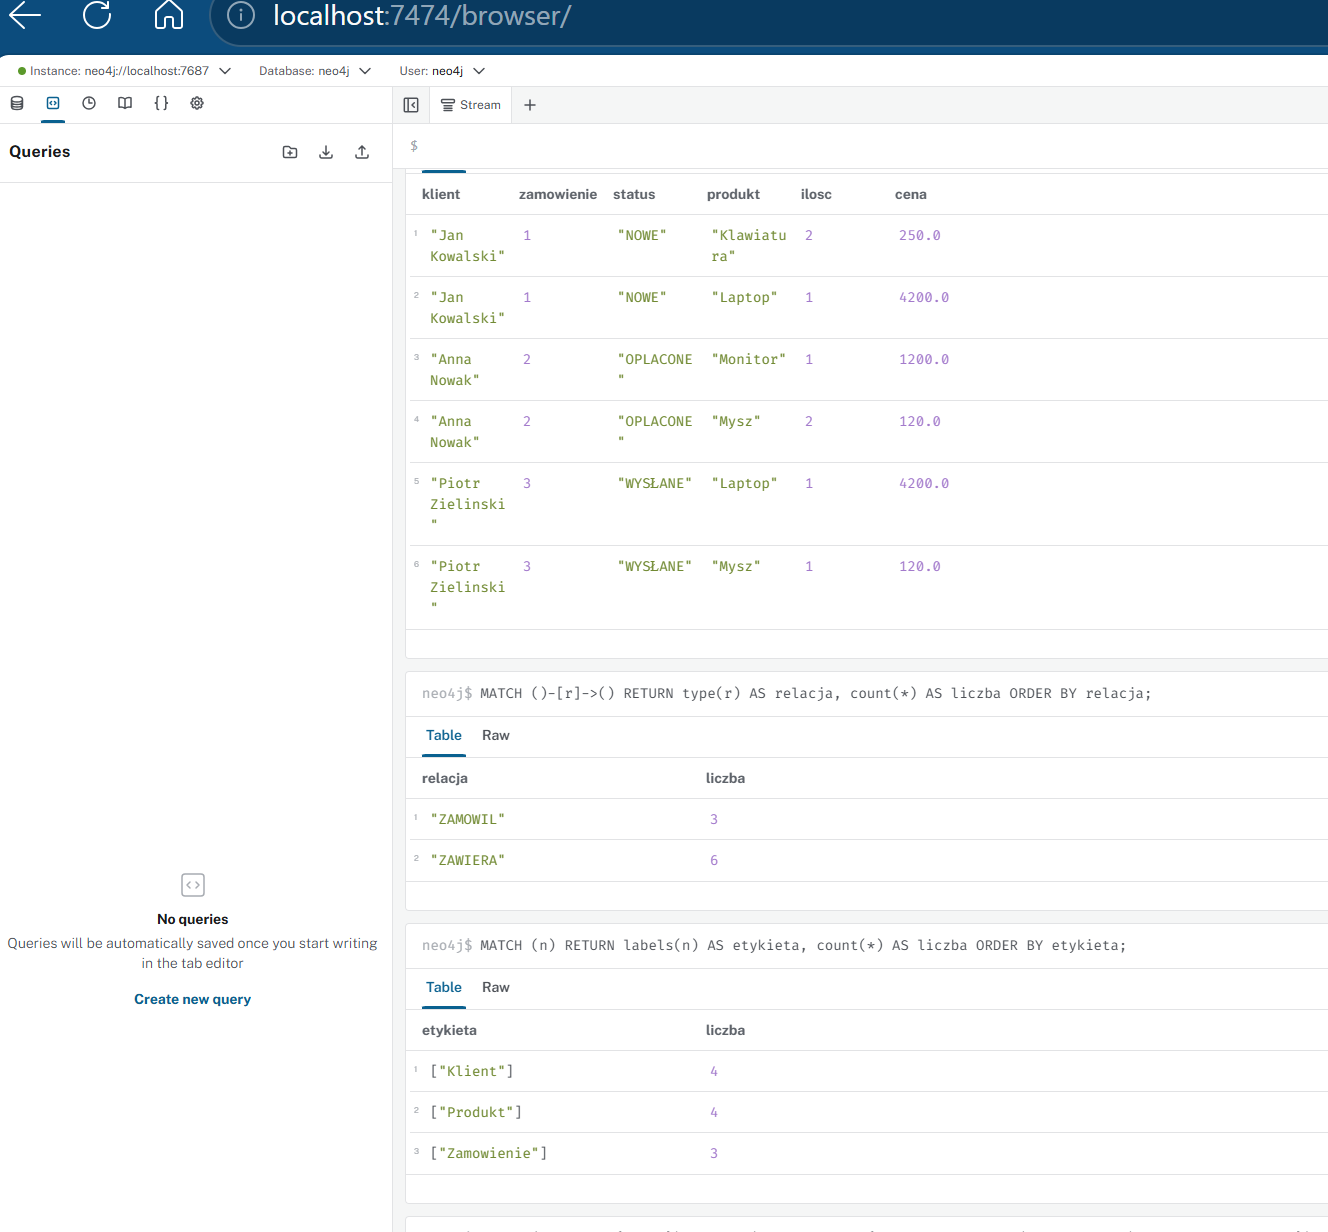 localhost:7474/browser/
Instance: neo4j://localhost:7687 Database: neo4j User: neo4j
Stream
Queries
$
klient zamowienie status produkt ilosc cena
1 "Jan Kowalski" 1 "NOWE" "Klawiatura" 2 250.0
2 "Jan Kowalski" 1 "NOWE" "Laptop" 1 4200.0
3 "Anna Nowak" 2 "OPLACONE" "Monitor" 1 1200.0
4 "Anna Nowak" 2 "OPLACONE" "Mysz" 2 120.0
5 "Piotr Zielinski" 3 "WYSŁANE" "Laptop" 1 4200.0
6 "Piotr Zielinski" 3 "WYSŁANE" "Mysz" 1 120.0
neo4j$ MATCH ()-[r]->() RETURN type(r) AS relacja, count(*) AS liczba ORDER BY relacja;
Table Raw
relacja liczba
1 "ZAMOWIL" 3
2 "ZAWIERA" 6
neo4j$ MATCH (n) RETURN labels(n) AS etykieta, count(*) AS liczba ORDER BY etykieta;
Table Raw
etykieta liczba
1 ["Klient"] 4
2 ["Produkt"] 4
3 ["Zamowienie"] 3
No queries
Queries will be automatically saved once you start writing
in the tab editor
Create new query